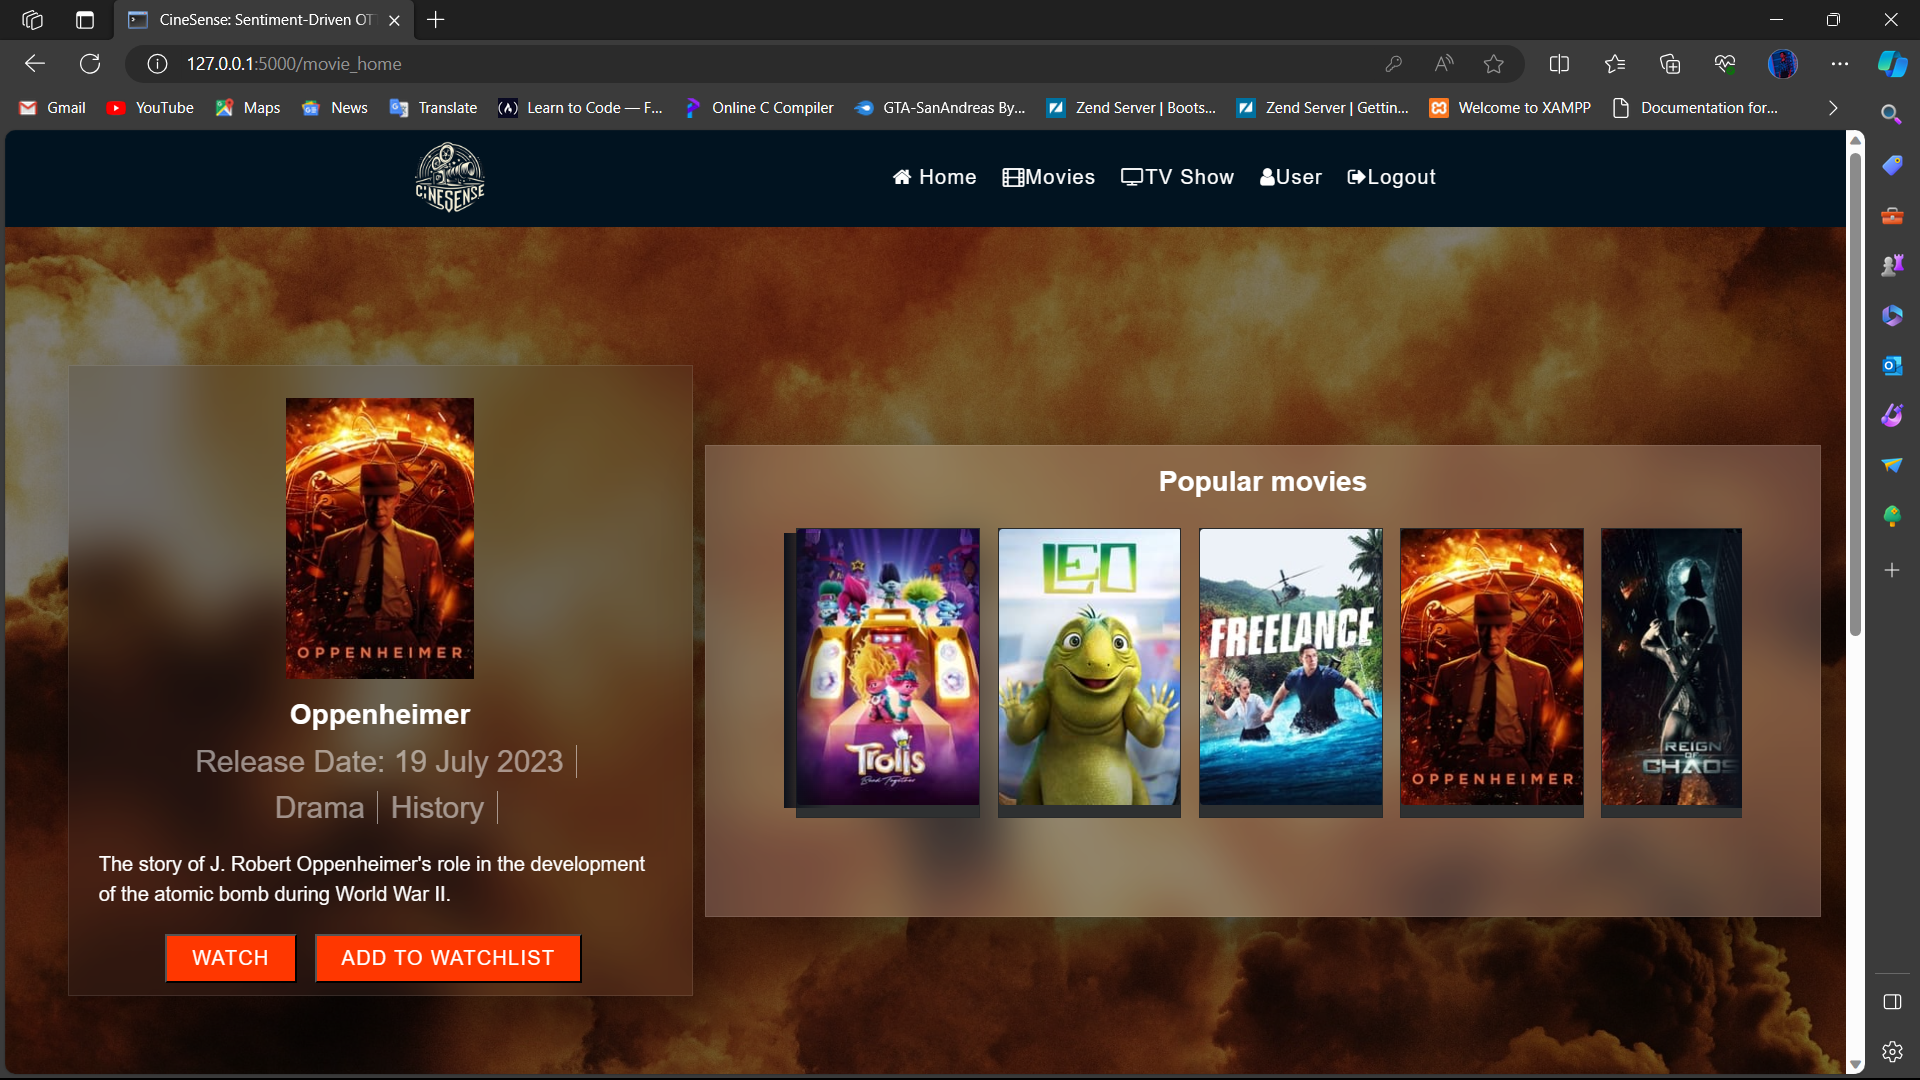 CineSense: Sentiment-Driven OT
127.0.0.1:5000/movie_home
Gmail
YouTube
Maps
News
Translate
Learn to Code — F...
Online C Compiler
GTA-SanAndreas By...
Zend Server | Boots...
Zend Server | Gettin...
Welcome to XAMPP
Documentation for...
CINESENSE
Home
Movies
TV Show
User
Logout
OPPENHEIMER
Oppenheimer
Release Date: 19 July 2023
Drama
History
The story of J. Robert Oppenheimer's role in the development
of the atomic bomb during World War II.
WATCH
ADD TO WATCHLIST
Popular movies
Trolls
Band Together
LEO
FREELANCE
OPPENHEIMER
REIGN
OF
CHAOS